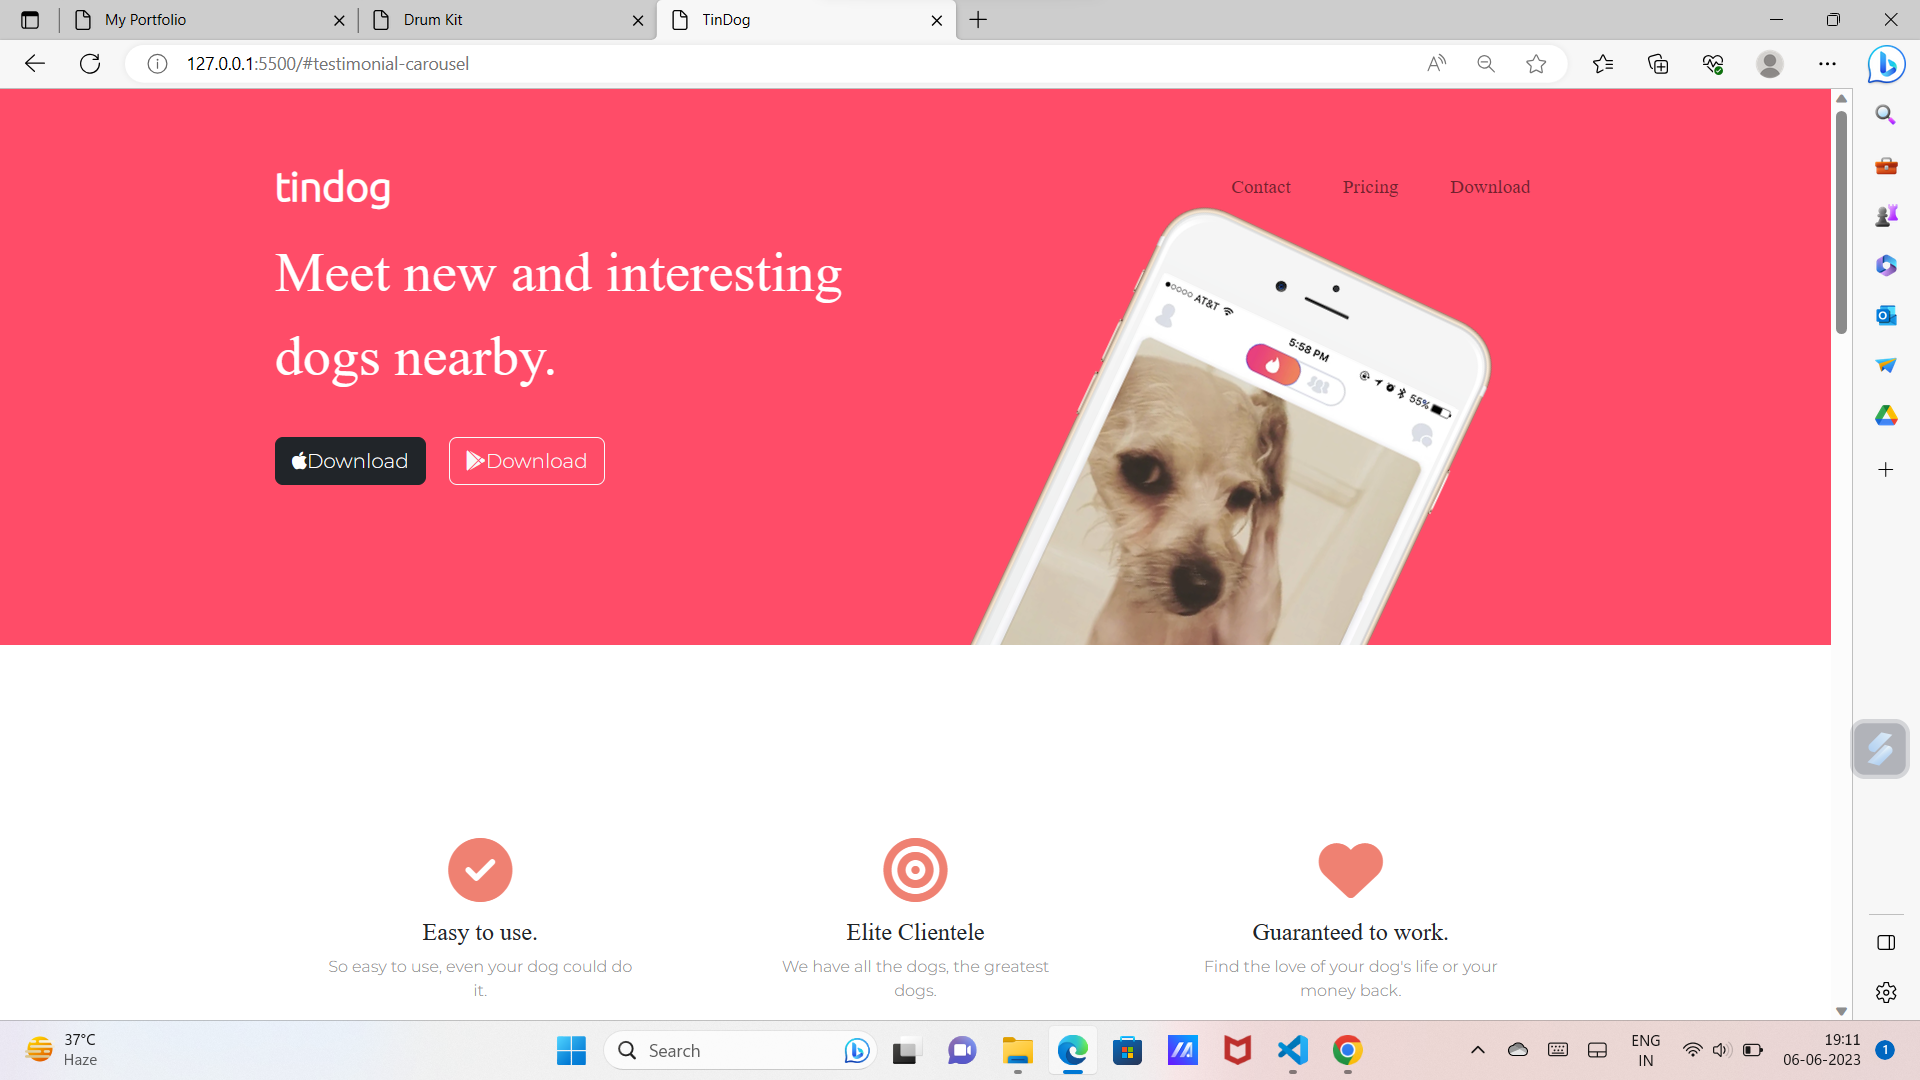 My Portfolio
Drum Kit
TinDog
127.0.0.1:5500/#testimonial-carousel
tindog
Contact
Pricing
Download
Meet new and interesting
dogs nearby.
Download
Download
AT&T
5:58 PM
55%
Easy to use.
So easy to use, even your dog could do
it.
Elite Clientele
We have all the dogs, the greatest
dogs.
Guaranteed to work.
Find the love of your dog's life or your
money back.
37°C
Haze
Search
ENG
IN
19:11
06-06-2023
1